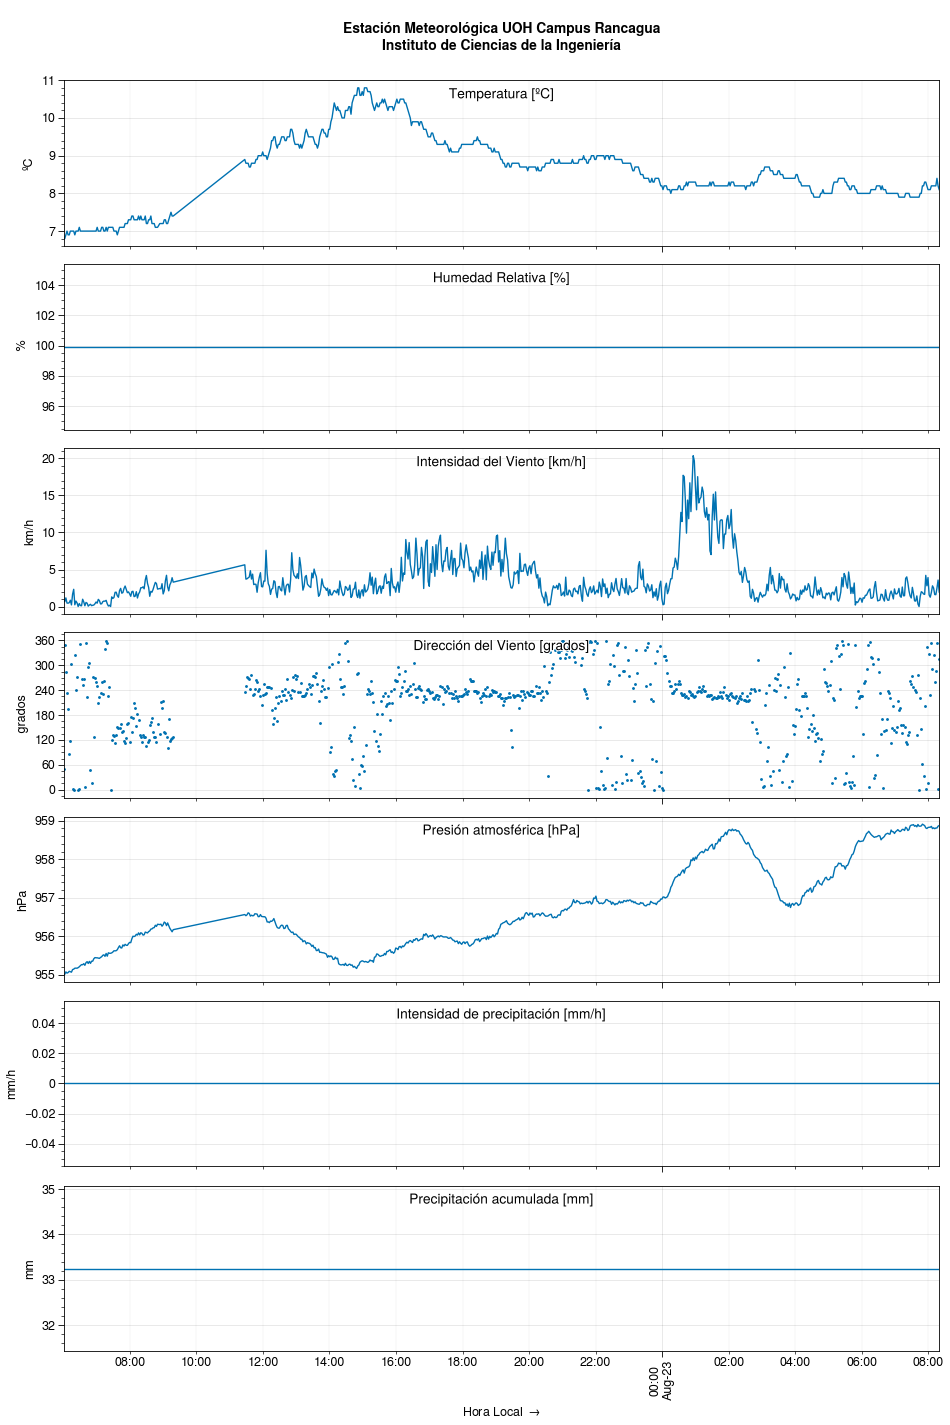 Estación Meteorológica UOH Campus Rancagua
Instituto de Ciencias de la Ingeniería
Temperatura [ºC]
ºC
11
10
9
8
7
Humedad Relativa [%]
%
104
102
100
98
96
Intensidad del Viento [km/h]
km/h
20
15
10
5
0
Dirección del Viento [grados]
grados
360
300
240
180
120
60
0
Presión atmosférica [hPa]
hPa
959
958
957
956
955
Intensidad de precipitación [mm/h]
mm/h
0.04
0.02
0
−0.02
−0.04
Precipitación acumulada [mm]
mm
35
34
33
32
08:00 10:00 12:00 14:00 16:00 18:00 20:00 22:00 00:00 02:00 04:00 06:00 08:00
Aug-23
Hora Local →